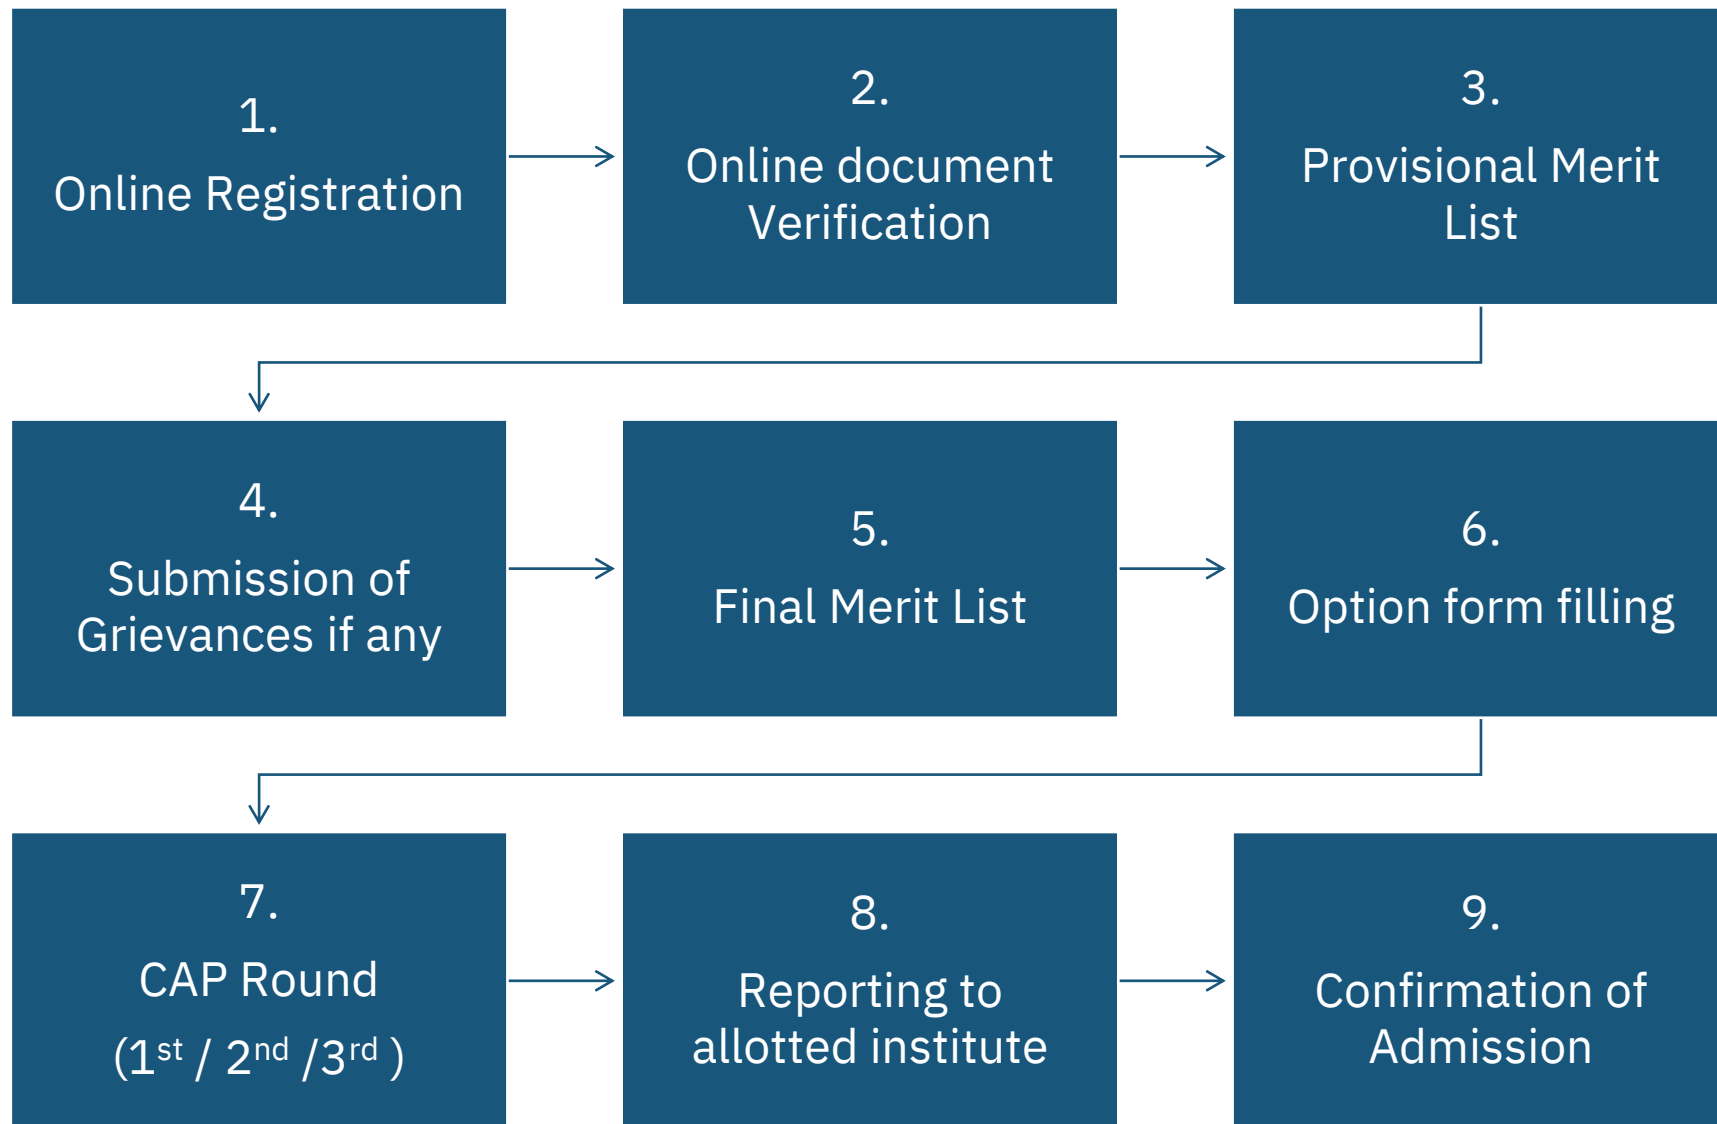 1.
Online Registration
2.
Online document
Verification
3.
Provisional Merit
List
4.
Submission of
Grievances if any
5.
Final Merit List
6.
Option form filling
7.
CAP Round
(1st / 2nd /3rd )
8.
Reporting to
allotted institute
9.
Confirmation of
Admission